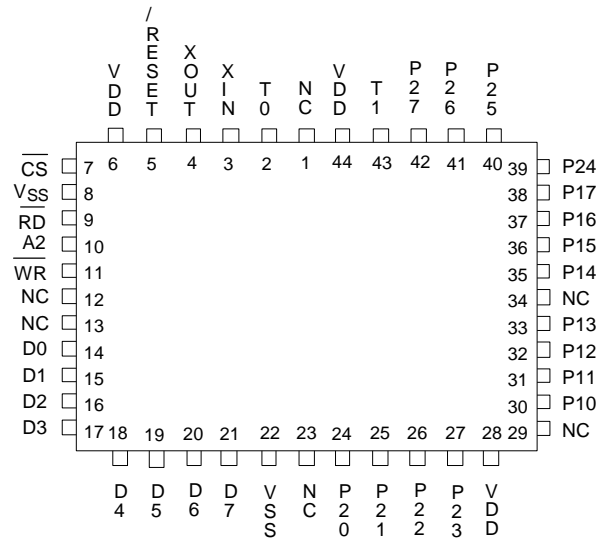 VDD /RESET XOUT XIN T0 NC VDD T1 P27 P26 P25
6 5 4 3 2 1 44 43 42 41 40
CS 7 39 P24
VSS 8 38 P17
RD 9 37 P16
A2 10 36 P15
WR 11 35 P14
NC 12 34 NC
NC 13 33 P13
D0 14 32 P12
D1 15 31 P11
D2 16 30 P10
D3 17 29 NC
18 19 20 21 22 23 24 25 26 27 28
D4 D5 D6 D7 VSS NC P20 P21 P22 P23 VDD